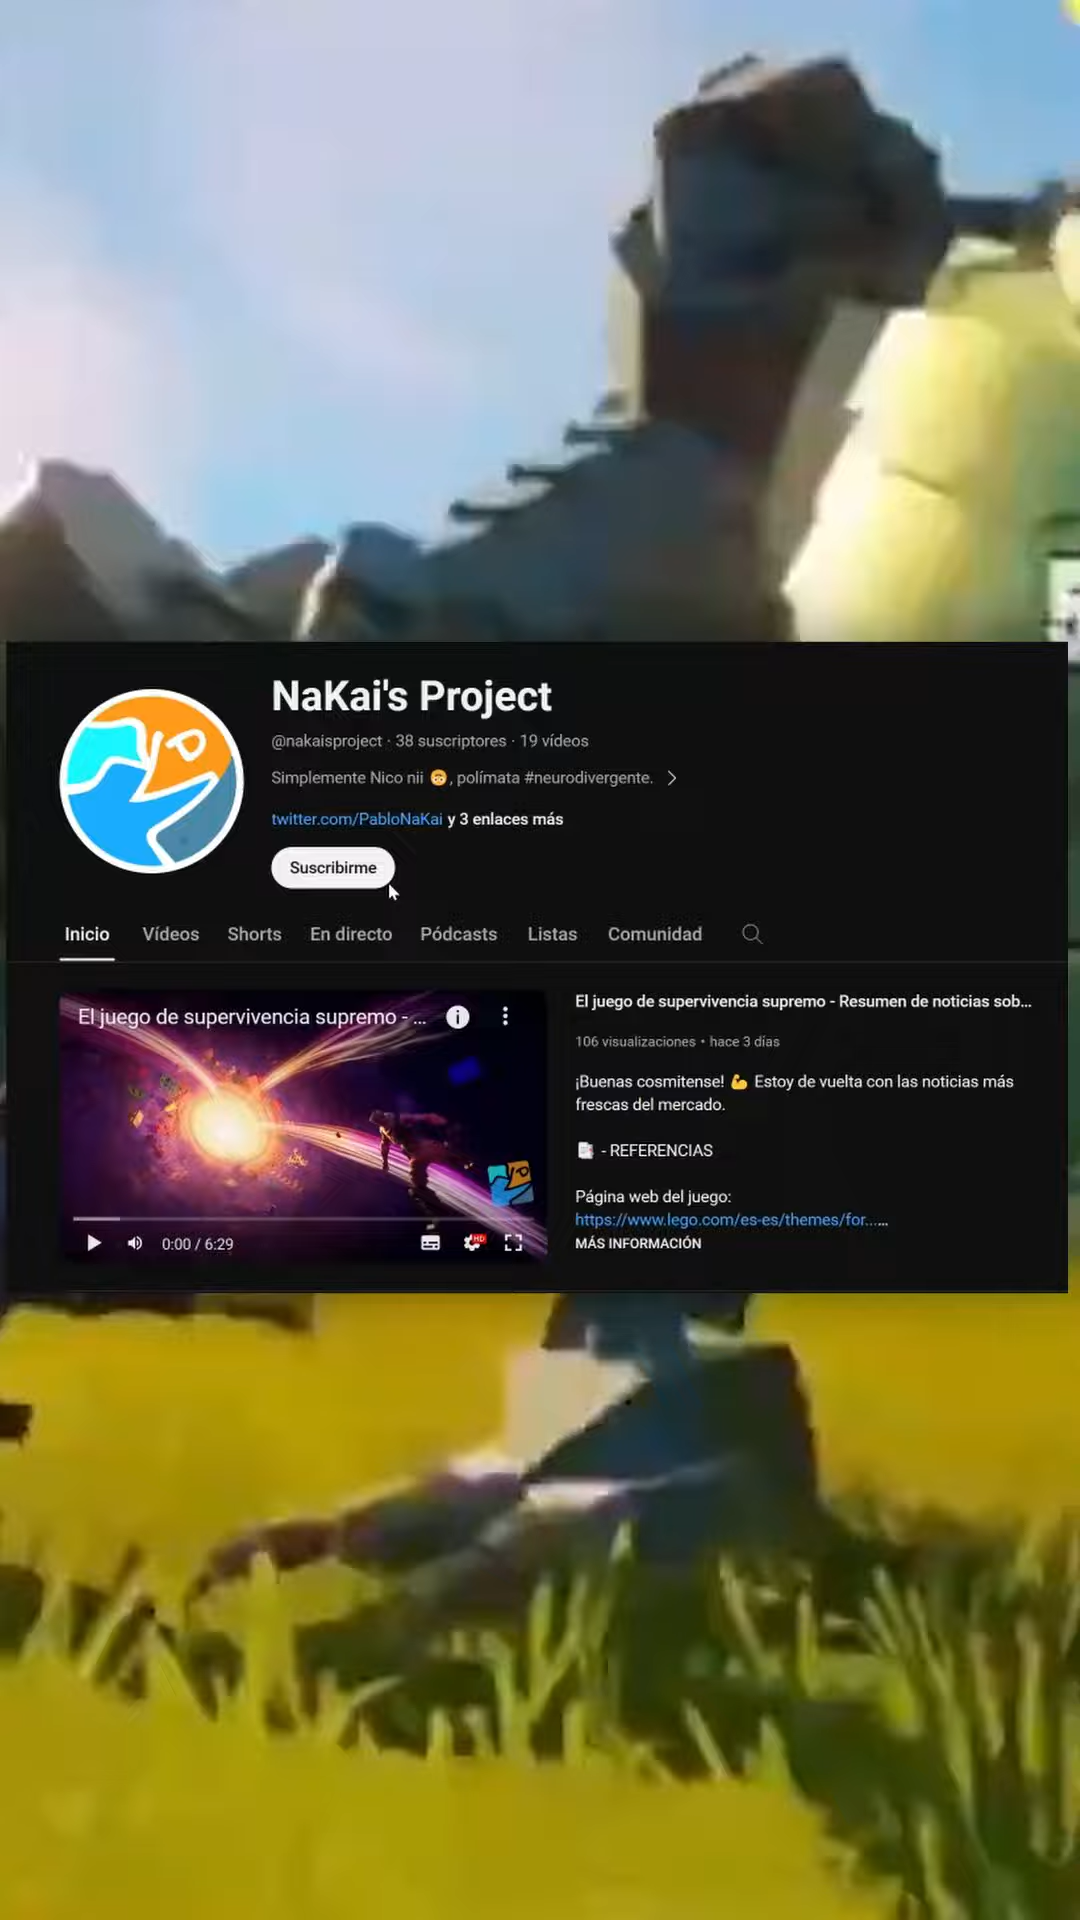 NaKai's Project
@nakaisproject · 38 suscriptores · 19 vídeos
Simplemente Nico nii 🙃, polímata #neurodivergente.
twitter.com/PabloNaKai y 3 enlaces más
Suscribirme
Inicio Vídeos Shorts En directo Pódcasts Listas Comunidad
El juego de supervivencia supremo - ...
HD
0:00 / 6:29
El juego de supervivencia supremo - Resumen de noticias sob...
106 visualizaciones • hace 3 días
¡Buenas cosmitense! 💪 Estoy de vuelta con las noticias más
frescas del mercado.
📑 - REFERENCIAS
Página web del juego:
https://www.lego.com/es-es/themes/for......
MÁS INFORMACIÓN